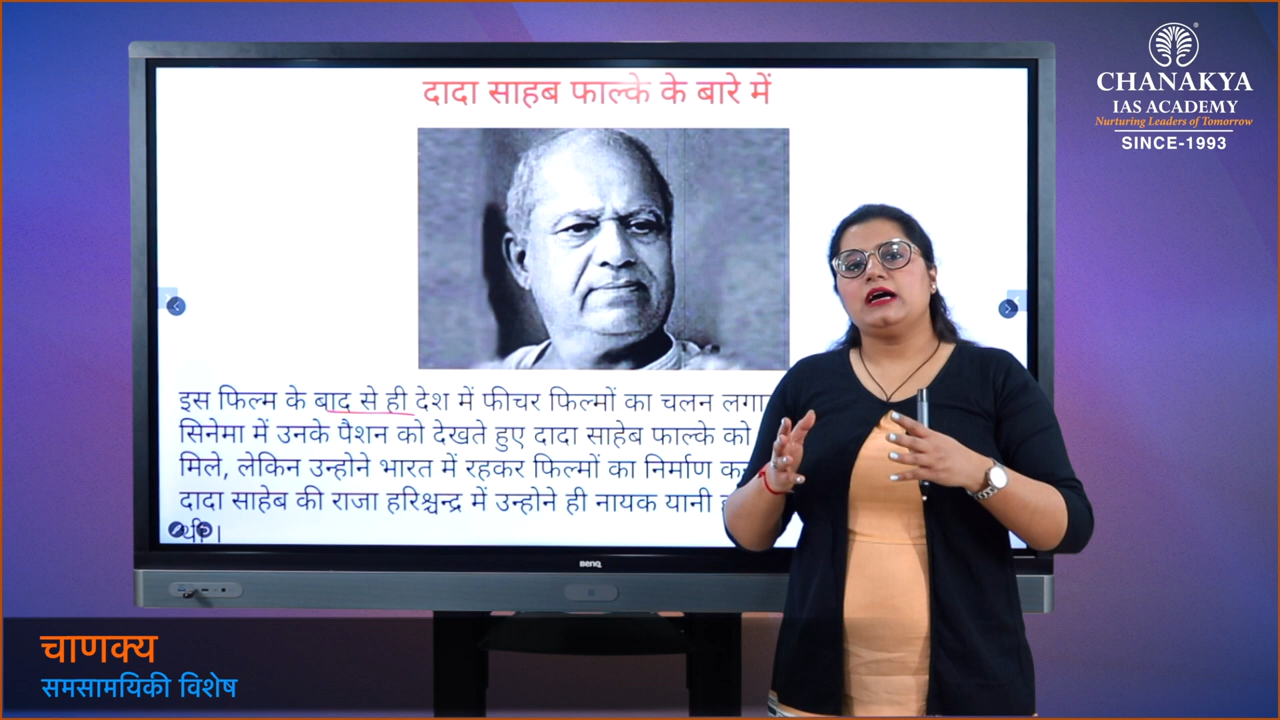 दादा साहब फाल्के के बारे में
इस फिल्म के बाद से ही देश में फीचर फिल्मों का चलन
सिनेमा में उनके पैशन को देखते हुए दादा साहेब फाल्के को
मिले, लेकिन उन्होने भारत में रहकर फिल्मों का निर्माण
दादा साहेब की राजा हरिश्चन्द्र में उन्होने ही नायक यानी
थी।
BenQ
CHANAKYA
IAS ACADEMY
Nurturing Leaders of Tomorrow
SINCE-1993
चाणक्य
समसामयिकी विशेष